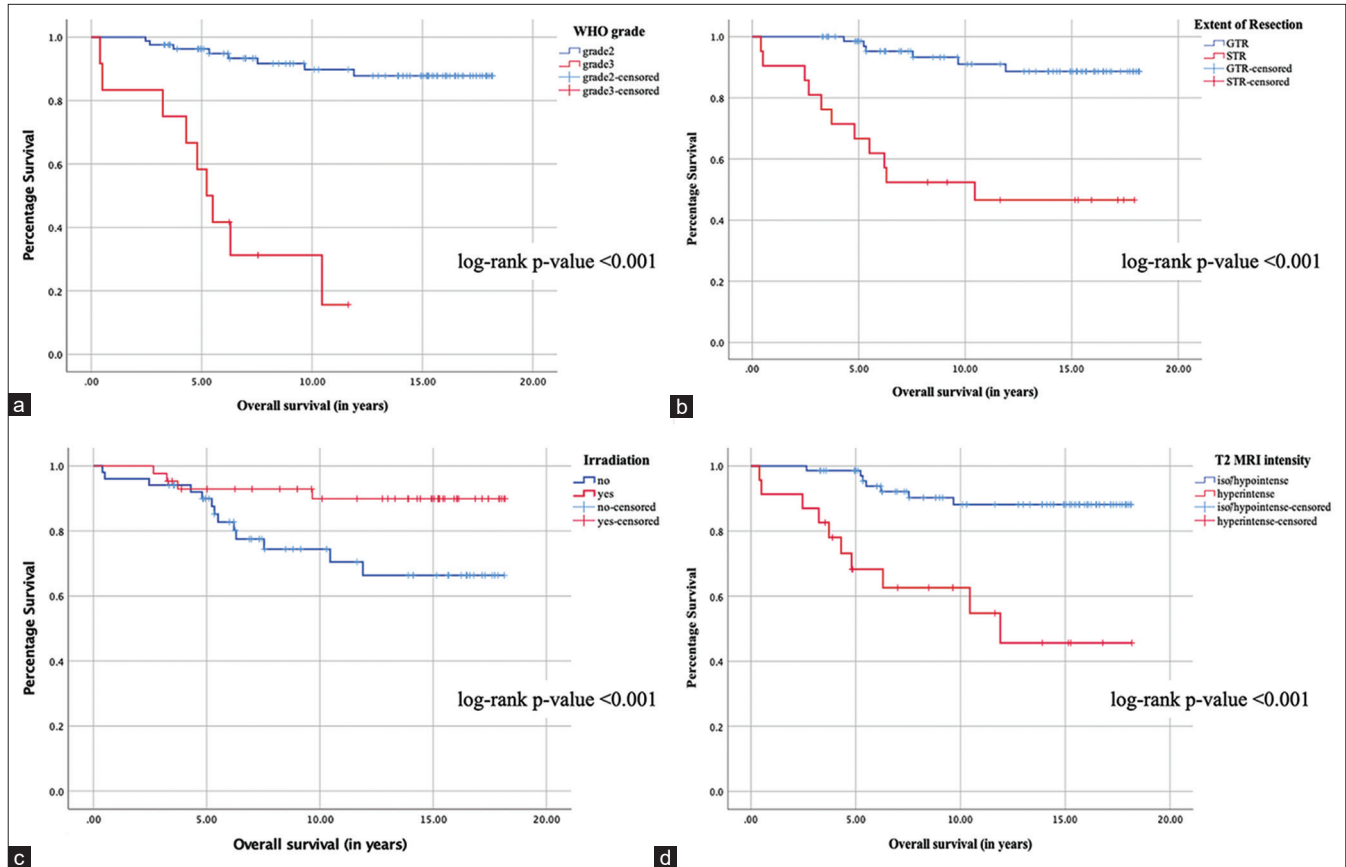 WHO grade
grade2
grade3
grade2-censored
grade3-censored
1.0
0.8
0.6
0.4
0.2
0.0
Percentage Survival
log-rank p-value <0.001
.00 5.00 10.00 15.00 20.00
Overall survival (in years)
a
Extent of Resection
GTR
STR
GTR-censored
STR-censored
1.0
0.8
0.6
0.4
0.2
0.0
Percentage Survival
log-rank p-value <0.001
.00 5.00 10.00 15.00 20.00
Overall survival (in years)
b
Irradiation
no
yes
no-censored
yes-censored
1.0
0.8
0.6
0.4
0.2
0.0
Percentage Survival
log-rank p-value <0.001
.00 5.00 10.00 15.00 20.00
Overall survival (in years)
c
T2 MRI intensity
iso/hypointense
hyperintense
iso/hypointense-censored
hyperintense-censored
1.0
0.8
0.6
0.4
0.2
0.0
Percentage Survival
log-rank p-value <0.001
.00 5.00 10.00 15.00 20.00
Overall survival (in years)
d